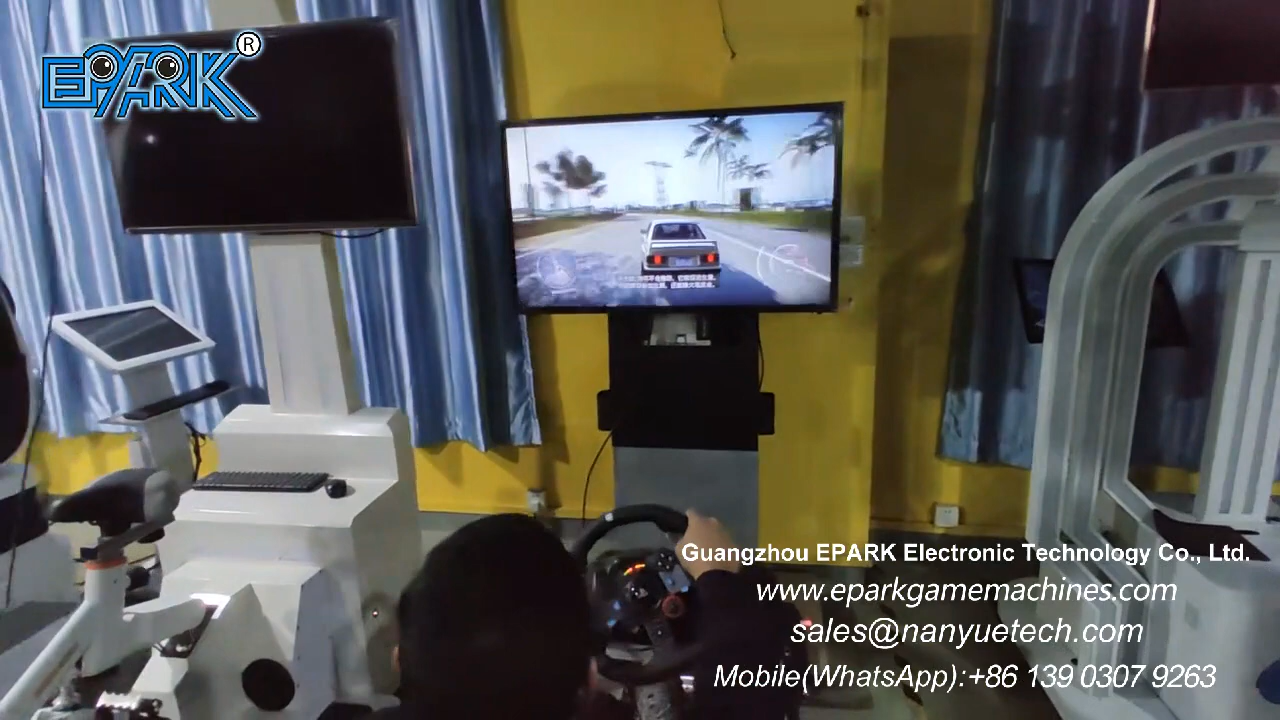 EPARK®
Guangzhou EPARK Electronic Technology Co., Ltd.
www.eparkgamemachines.com
sales@nanyuetech.com
Mobile(WhatsApp):+86 139 0307 9263